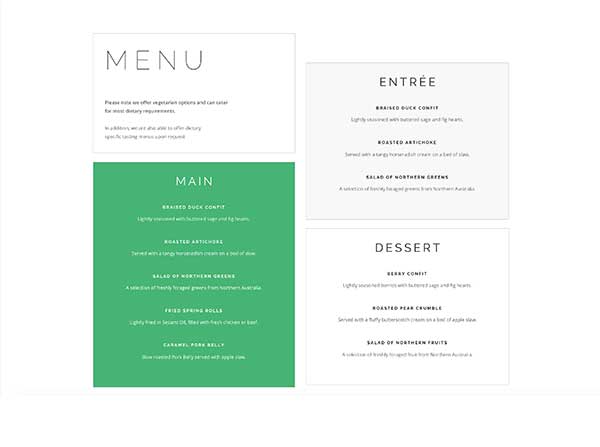 MENU
Please note we offer vegetarian options and can cater
for most dietary requirements.
In addition, we are also able to offer dietary
specific tasting menus upon request.
MAIN
BRAISED DUCK CONFIT
Lightly seasoned with buttered sage and fig hearts.
ROASTED ARTICHOKE
Served with a tangy horseradish cream on a bed of slaw.
SALAD OF NORTHERN GREENS
A selection of freshly foraged greens from Northern Australia.
FRIED SPRING ROLLS
Lightly fried in Sesami Oil, filled with fresh chicken or beef.
CARAMEL PORK BELLY
Slow roasted Pork Belly served with apple slaw.
ENTRÉE
BRAISED DUCK CONFIT
Lightly seasoned with buttered sage and fig hearts.
ROASTED ARTICHOKE
Served with a tangy horseradish cream on a bed of slaw.
SALAD OF NORTHERN GREENS
A selection of freshly foraged greens from Northern Australia
DESSERT
BERRY CONFIT
Lightly seasoned berries with buttered sage and fig hearts.
ROASTED PEAR CRUMBLE
Served with a fluffy butterscotch cream on a bed of apple slaw.
SALAD OF NORTHERN FRUITS
A selection of freshly foraged fruit from Northern Australia